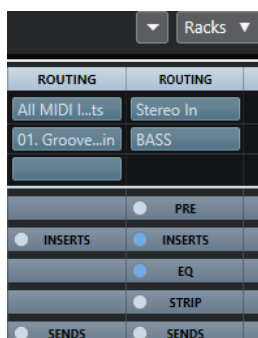 Racks
ROUTING ROUTING
All MIDI I...ts Stereo In
01. Groove...in BASS
PRE
INSERTS INSERTS
EQ
STRIP
SENDS SENDS